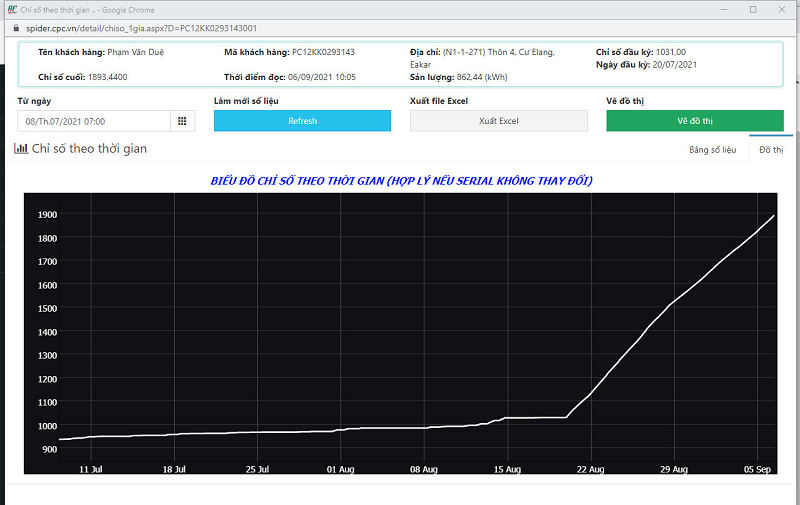 Chỉ số theo thời gian .. - Google Chrome
spider.cpc.vn/detail/chiso_1gia.aspx?D=PC12KK0293143001
Tên khách hàng: Phạm Văn Duệ
Mã khách hàng: PC12KK0293143
Địa chỉ: (N1-1-271) Thôn 4, Cư Elang,
Eakar
Chỉ số đầu kỳ: 1031,00
Ngày đầu kỳ: 20/07/2021
Chỉ số cuối: 1893,4400
Thời điểm đọc: 06/09/2021 10:05
Sản lượng: 862,44 (kWh)
Từ ngày
Làm mới số liệu
Xuất file Excel
Vẽ đồ thị
08/Th.07/2021 07:00
Refresh
Xuất Excel
Vẽ đồ thị
Chỉ số theo thời gian
Bảng số liệu
Đồ thị
BIỂU ĐỒ CHỈ SỐ THEO THỜI GIAN (HỢP LÝ NẾU SERIAL KHÔNG THAY ĐỔI)
1900
1800
1700
1600
1500
1400
1300
1200
1100
1000
900
11 Jul
18 Jul
25 Jul
01 Aug
08 Aug
15 Aug
22 Aug
29 Aug
05 Sep